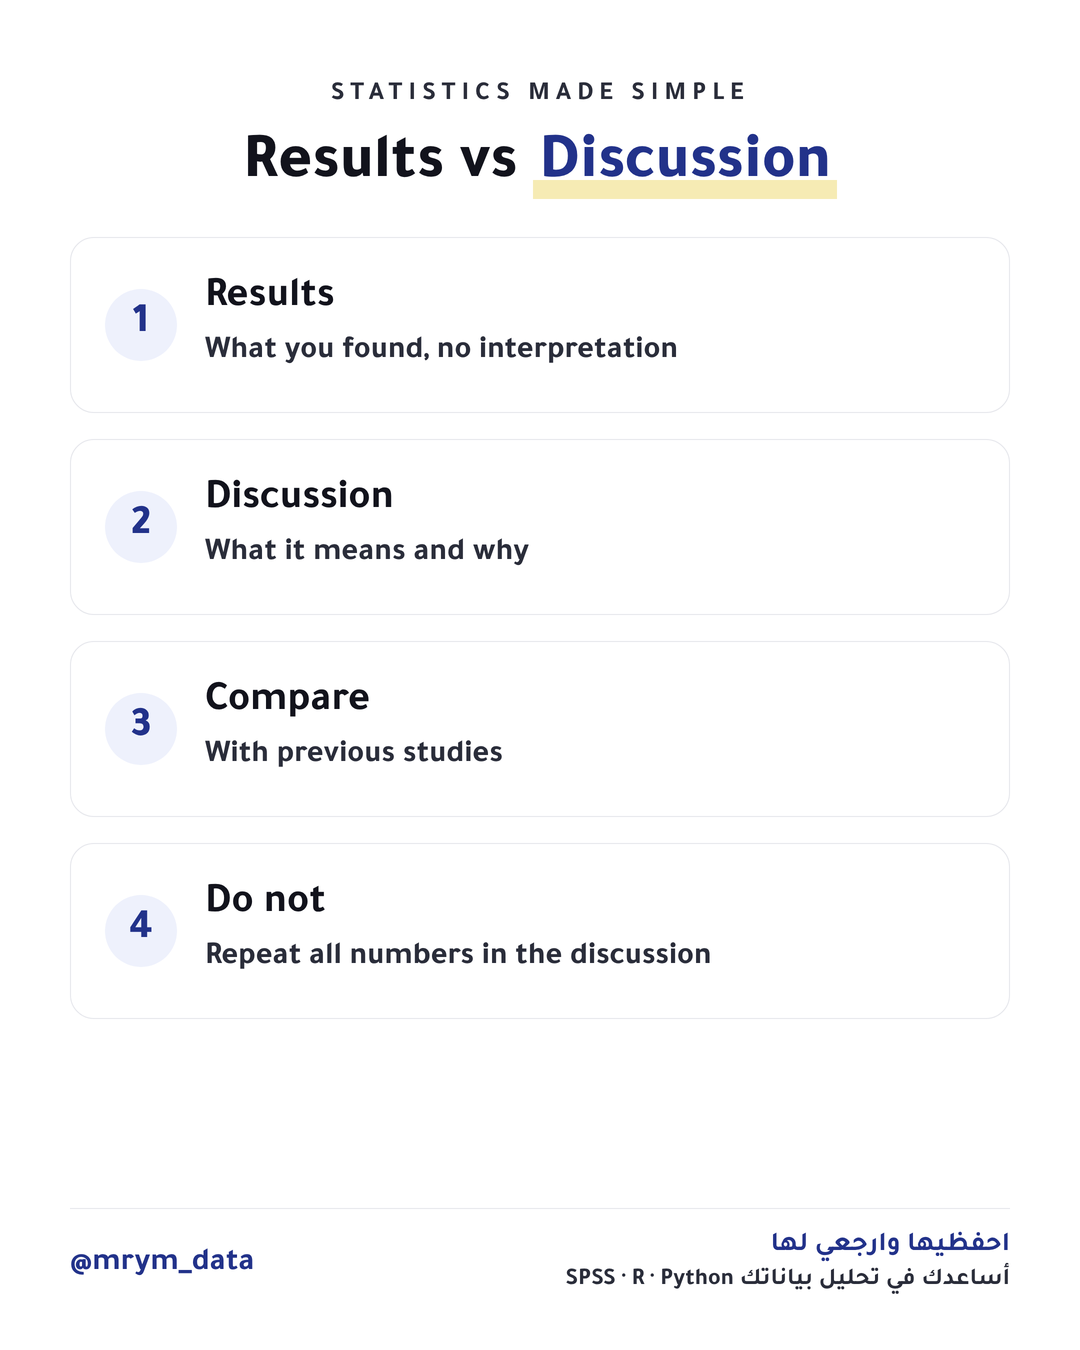 STATISTICS MADE SIMPLE
Results vs Discussion
1
Results
What you found, no interpretation
2
Discussion
What it means and why
3
Compare
With previous studies
4
Do not
Repeat all numbers in the discussion
@mrym_data
احفظيها وارجعي لها
أساعدك في تحليل بياناتك SPSS · R · Python